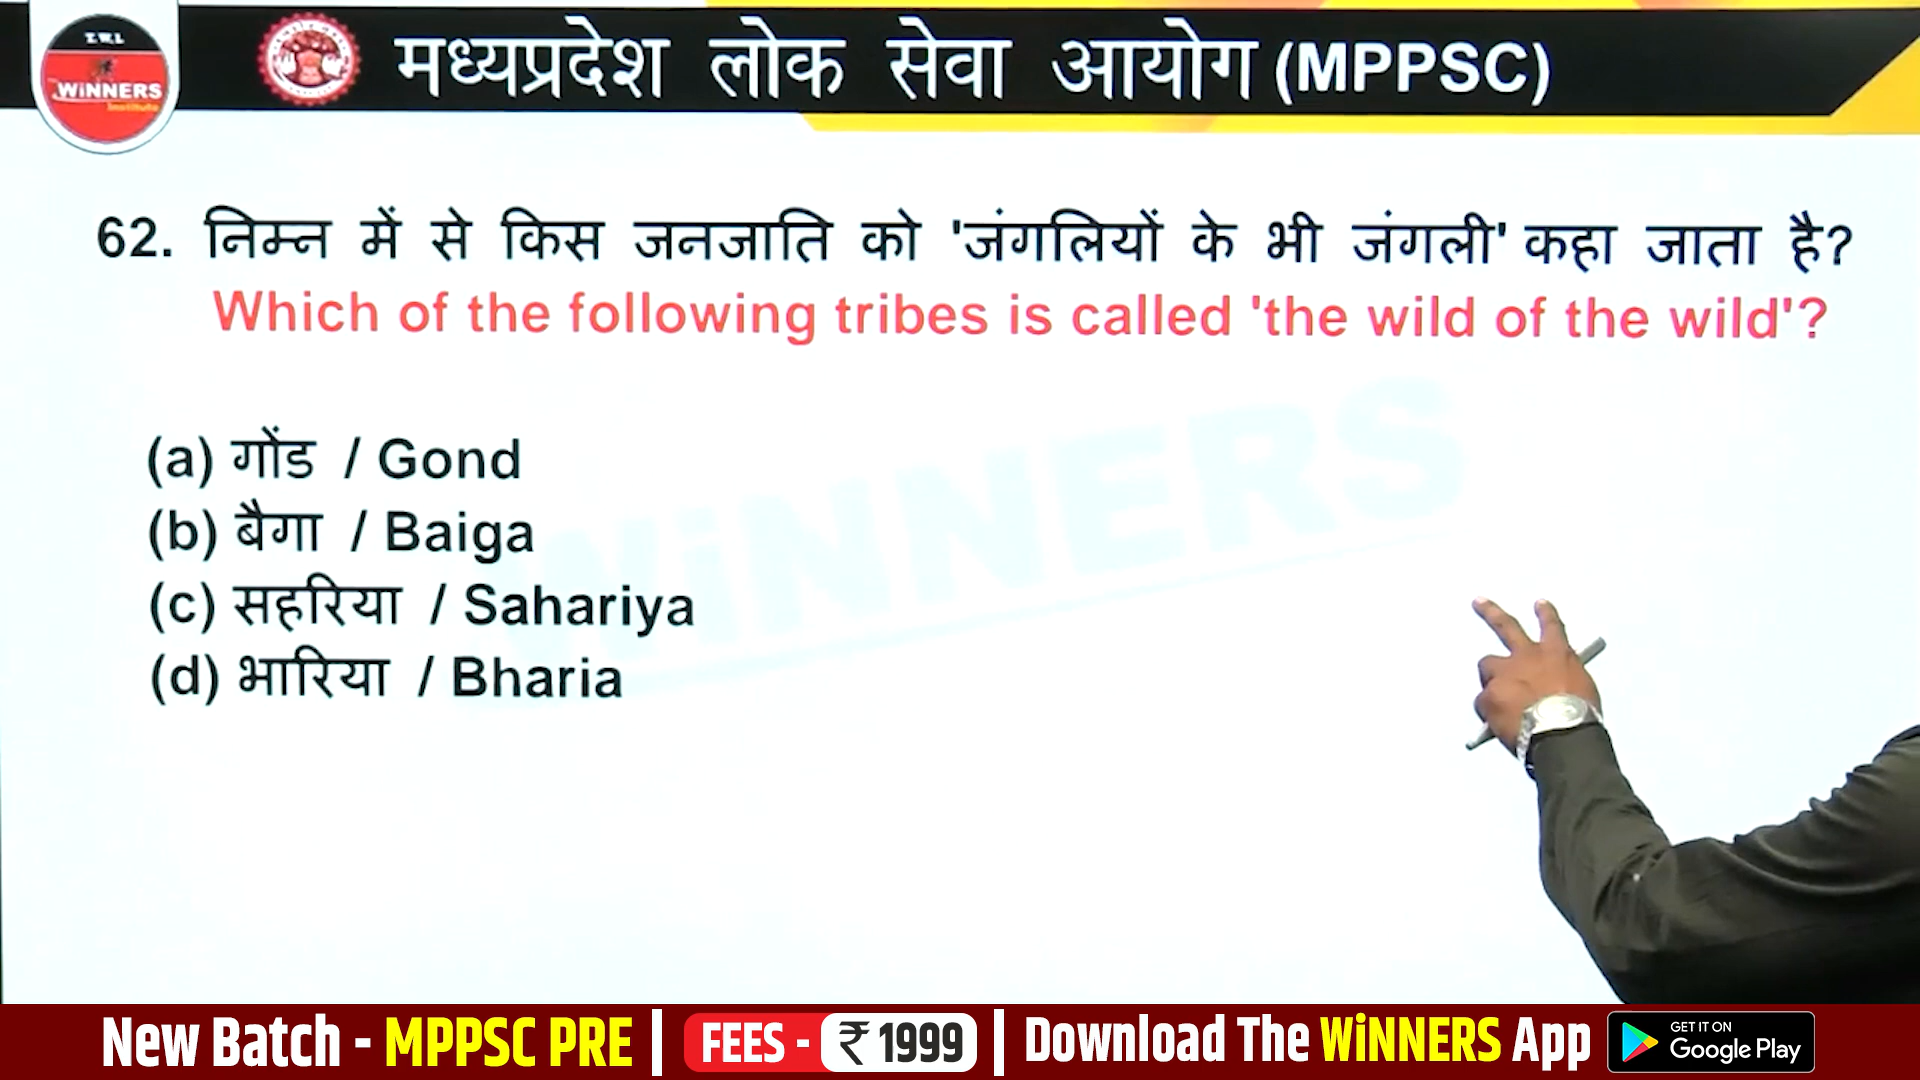 T.W.I.
WiNNERS
Institute
मध्यप्रदेश लोक सेवा आयोग (MPPSC)
62. निम्न में से किस जनजाति को 'जंगलियों के भी जंगली' कहा जाता है?
Which of the following tribes is called 'the wild of the wild'?
WiNNERS
(a) गोंड / Gond
(b) बैगा / Baiga
(c) सहरिया / Sahariya
(d) भारिया / Bharia
New Batch - MPPSC PRE | FEES - ₹ 1999 | Download The WiNNERS App
GET IT ON
Google Play